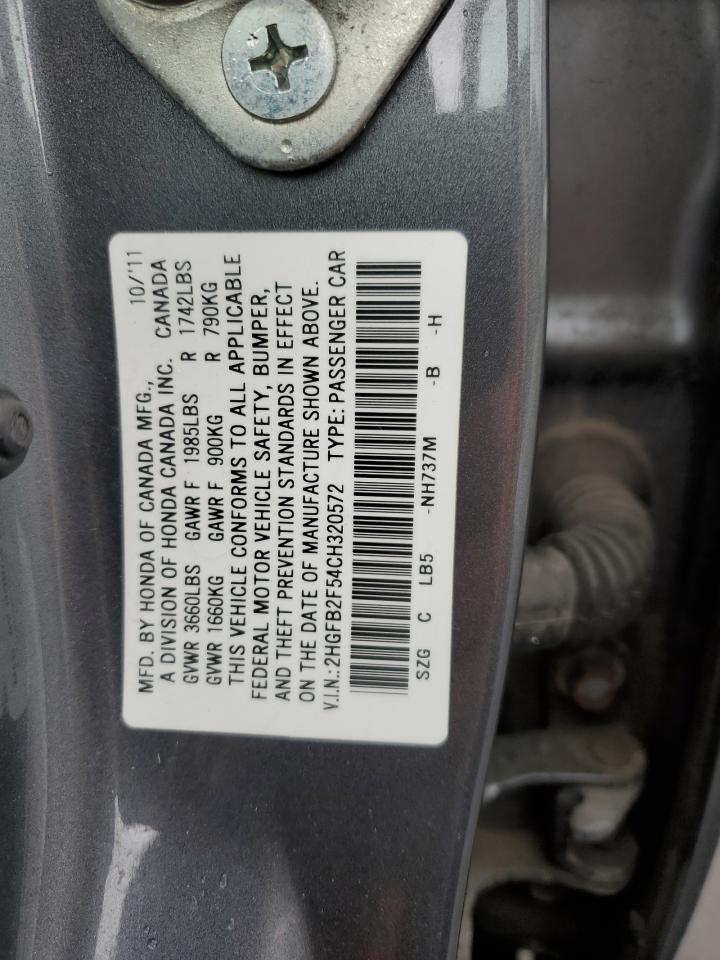 10/'11
MFD. BY HONDA OF CANADA MFG.,
A DIVISION OF HONDA CANADA INC. CANADA
GVWR 3660LBS GAWR F 1985LBS R 1742LBS
GVWR 1660KG GAWR F 900KG R 790KG
THIS VEHICLE CONFORMS TO ALL APPLICABLE
FEDERAL MOTOR VEHICLE SAFETY, BUMPER,
AND THEFT PREVENTION STANDARDS IN EFFECT
ON THE DATE OF MANUFACTURE SHOWN ABOVE.
V.I.N.: 2HGFB2F54CH320572 TYPE: PASSENGER CAR
SZG C LB5 -NH737M -B -H